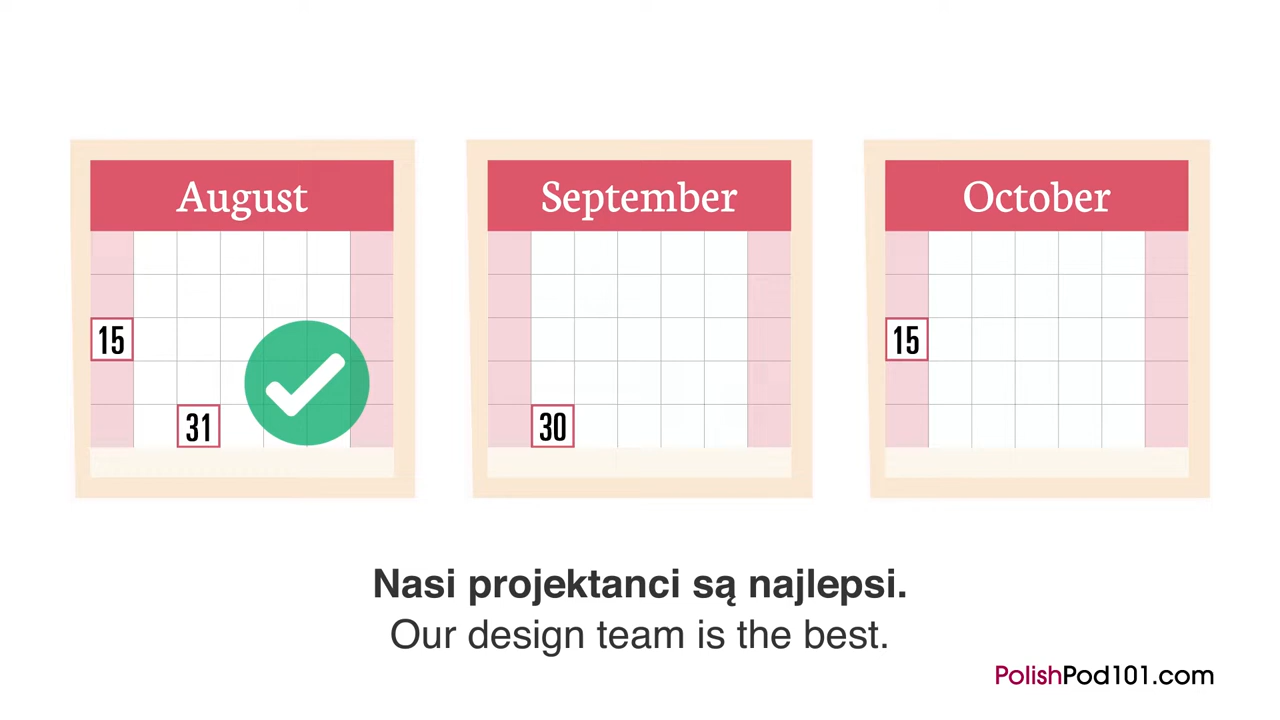 August
September
October
15
15
31
30
Nasi projektanci są najlepsi.
Our design team is the best.
PolishPod101.com